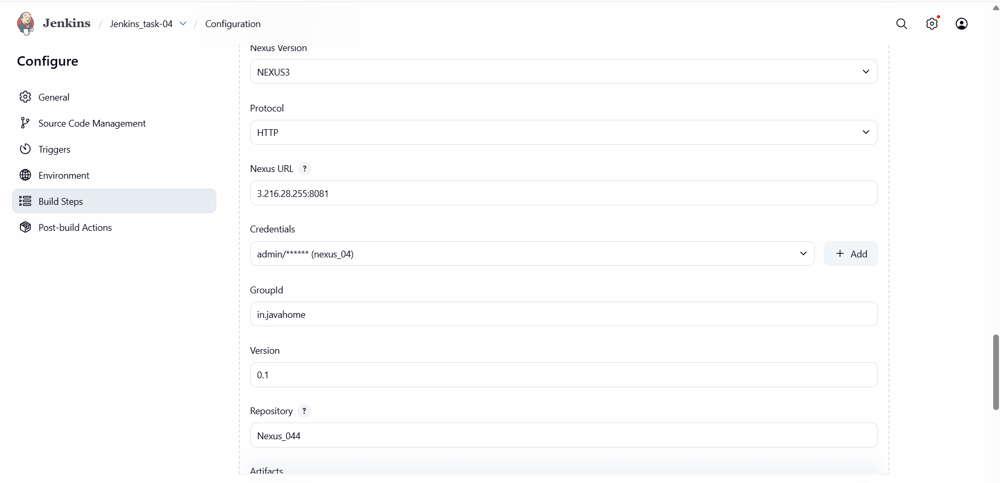 Jenkins / Jenkins_task-04 / Configuration
Configure
General
Source Code Management
Triggers
Environment
Build Steps
Post-build Actions
Nexus Version
NEXUS3
Protocol
HTTP
Nexus URL ?
3.216.28.255:8081
Credentials
admin/****** (nexus_04)
+ Add
GroupId
in.javahome
Version
0.1
Repository ?
Nexus_044
Artifacts